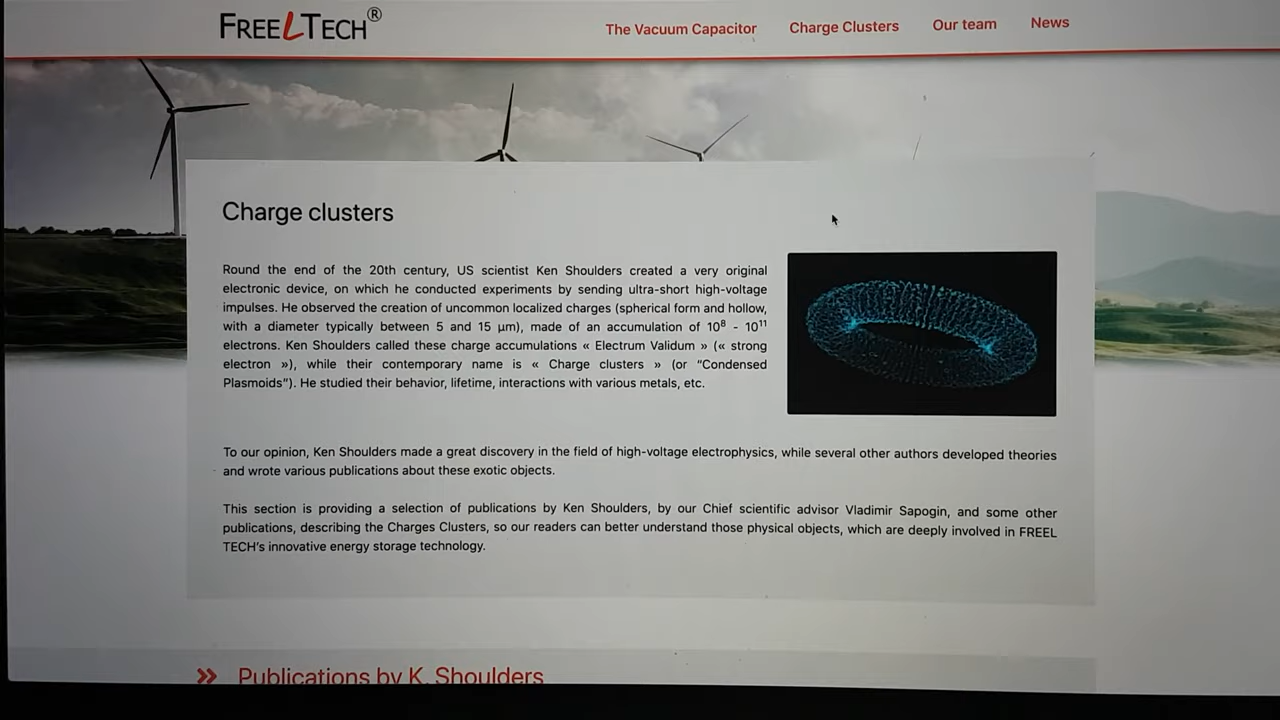 FREELTECH®
The Vacuum Capacitor
Charge Clusters
Our team
News
Charge clusters
Round the end of the 20th century, US scientist Ken Shoulders created a very original
electronic device, on which he conducted experiments by sending ultra-short high-voltage
impulses. He observed the creation of uncommon localized charges (spherical form and hollow,
with a diameter typically between 5 and 15 μm), made of an accumulation of 10⁸ - 10¹¹
electrons. Ken Shoulders called these charge accumulations « Electrum Validum » (« strong
electron »), while their contemporary name is « Charge clusters » (or “Condensed
Plasmoids”). He studied their behavior, lifetime, interactions with various metals, etc.
To our opinion, Ken Shoulders made a great discovery in the field of high-voltage electrophysics, while several other authors developed theories
and wrote various publications about these exotic objects.
This section is providing a selection of publications by Ken Shoulders, by our Chief scientific advisor Vladimir Sapogin, and some other
publications, describing the Charges Clusters, so our readers can better understand those physical objects, which are deeply involved in FREEL
TECH’s innovative energy storage technology.
» Publications by K. Shoulders